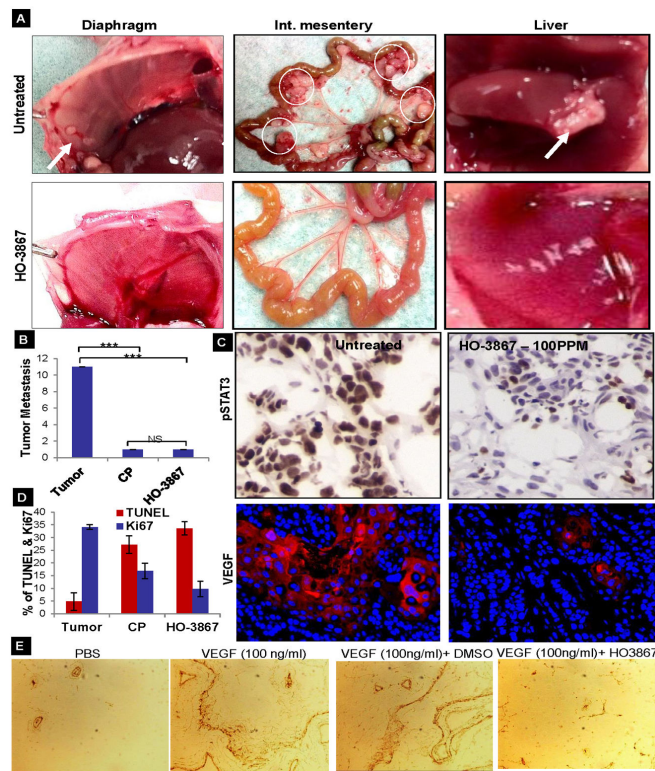 A
Diaphragm
Int. mesentery
Liver
Untreated
HO-3867
B
***
***
NS
Tumor Metastasis
12
10
8
6
4
2
0
Tumor
CP
HO-3867
C
Untreated
HO-3867 – 100PPM
pSTAT3
VEGF
D
TUNEL
Ki67
% of TUNEL & Ki67
40
35
30
25
20
15
10
5
0
Tumor
CP
HO-3867
E
PBS
VEGF (100 ng/ml)
VEGF (100ng/ml)+ DMSO
VEGF (100ng/ml)+ HO3867